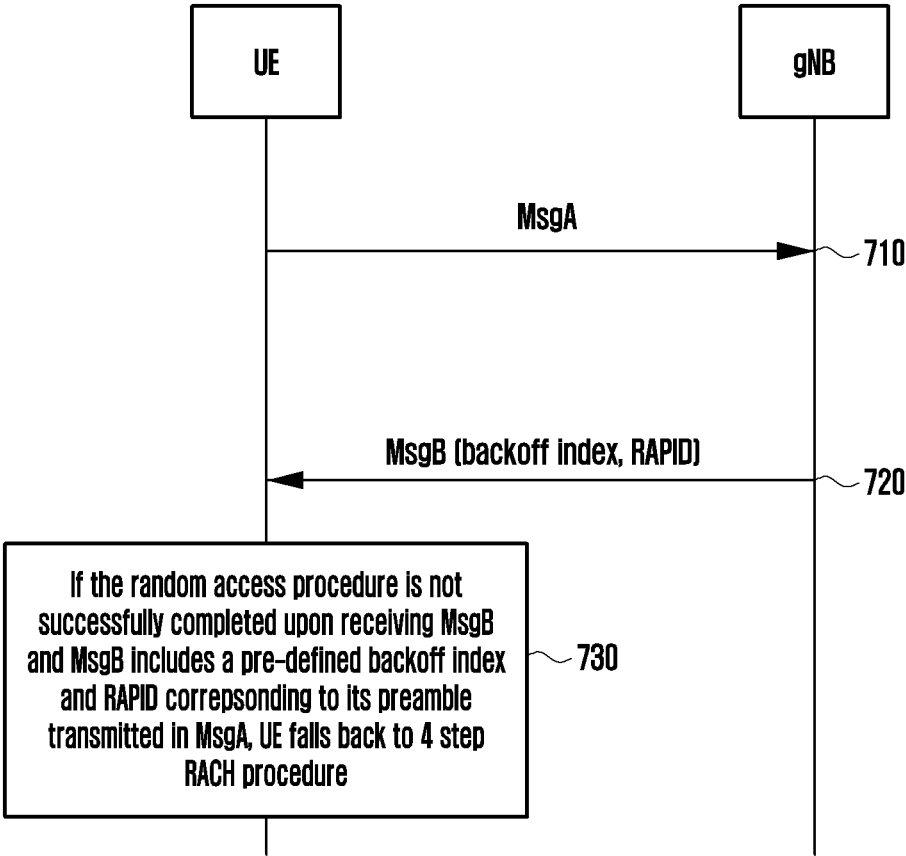 UE
gNB
MsgA
710
MsgB (backoff index, RAPID)
720
If the random access procedure is not
successfully completed upon receiving MsgB
and MsgB includes a pre-defined backoff index
and RAPID correpsonding to its preamble
transmitted in MsgA, UE falls back to 4 step
RACH procedure
730